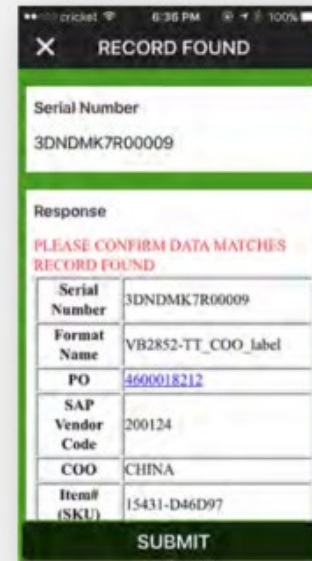 cricket 6:36 PM 100%
X RECORD FOUND
Serial Number
3DNDMK7R00009
Response
PLEASE CONFIRM DATA MATCHES
RECORD FOUND
Serial
Number
3DNDMK7R00009
Format
Name
VB2852-TT_COO_label
PO
4600018212
SAP
Vendor
Code
200124
COO
CHINA
Item#
(SKU)
15431-D46D97
SUBMIT